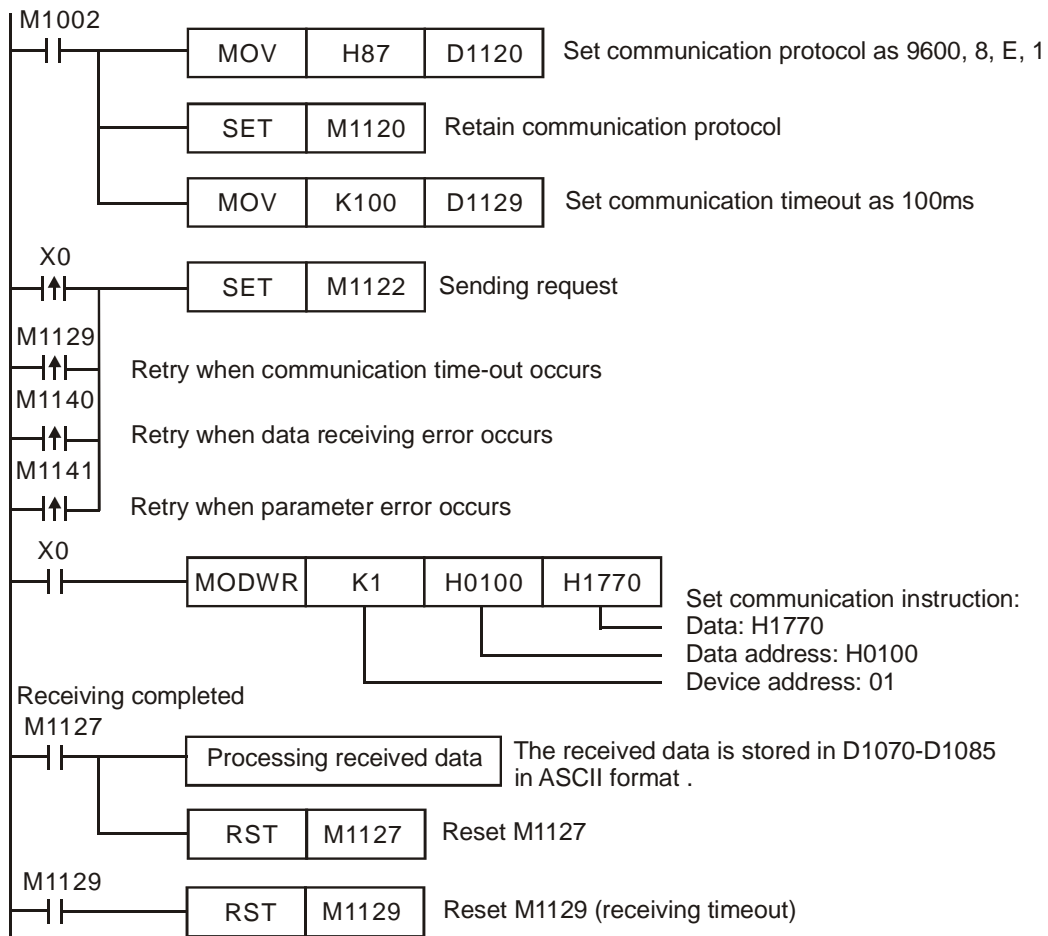 M1002
MOV H87 D1120 Set communication protocol as 9600, 8, E, 1
SET M1120 Retain communication protocol
MOV K100 D1129 Set communication timeout as 100ms
X0
SET M1122 Sending request
M1129
Retry when communication time-out occurs
M1140
Retry when data receiving error occurs
M1141
Retry when parameter error occurs
X0
MODWR K1 H0100 H1770
Set communication instruction:
Data: H1770
Data address: H0100
Device address: 01
Receiving completed
M1127
Processing received data
The received data is stored in D1070-D1085
in ASCII format .
RST M1127 Reset M1127
M1129
RST M1129 Reset M1129 (receiving timeout)